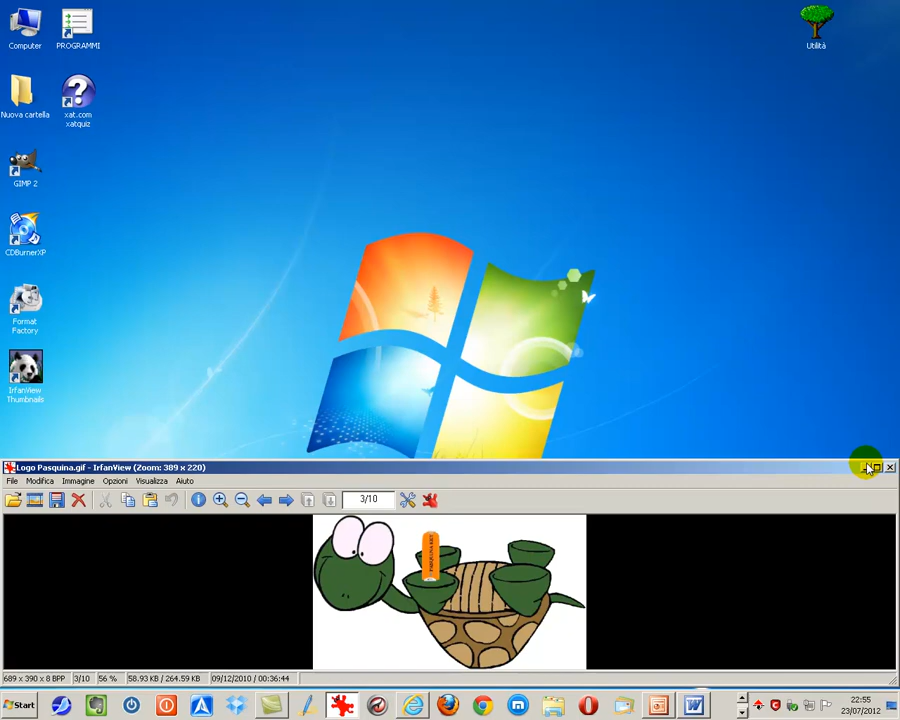 Computer
PROGRAMMI
Utilità
Nuova cartella
xat.com
xatquiz
GIMP 2
CDBurnerXP
Format
Factory
IrfanView
Thumbnails
Logo Pasquina.gif - IrfanView (Zoom: 389 x 220)
File Modifica Immagine Opzioni Visualizza Aiuto
3/10
689 x 390 x 8 BPP 3/10 56 % 58.93 KB / 264.59 KB 09/12/2010 / 00:36:44
Start
22:55
23/07/2012